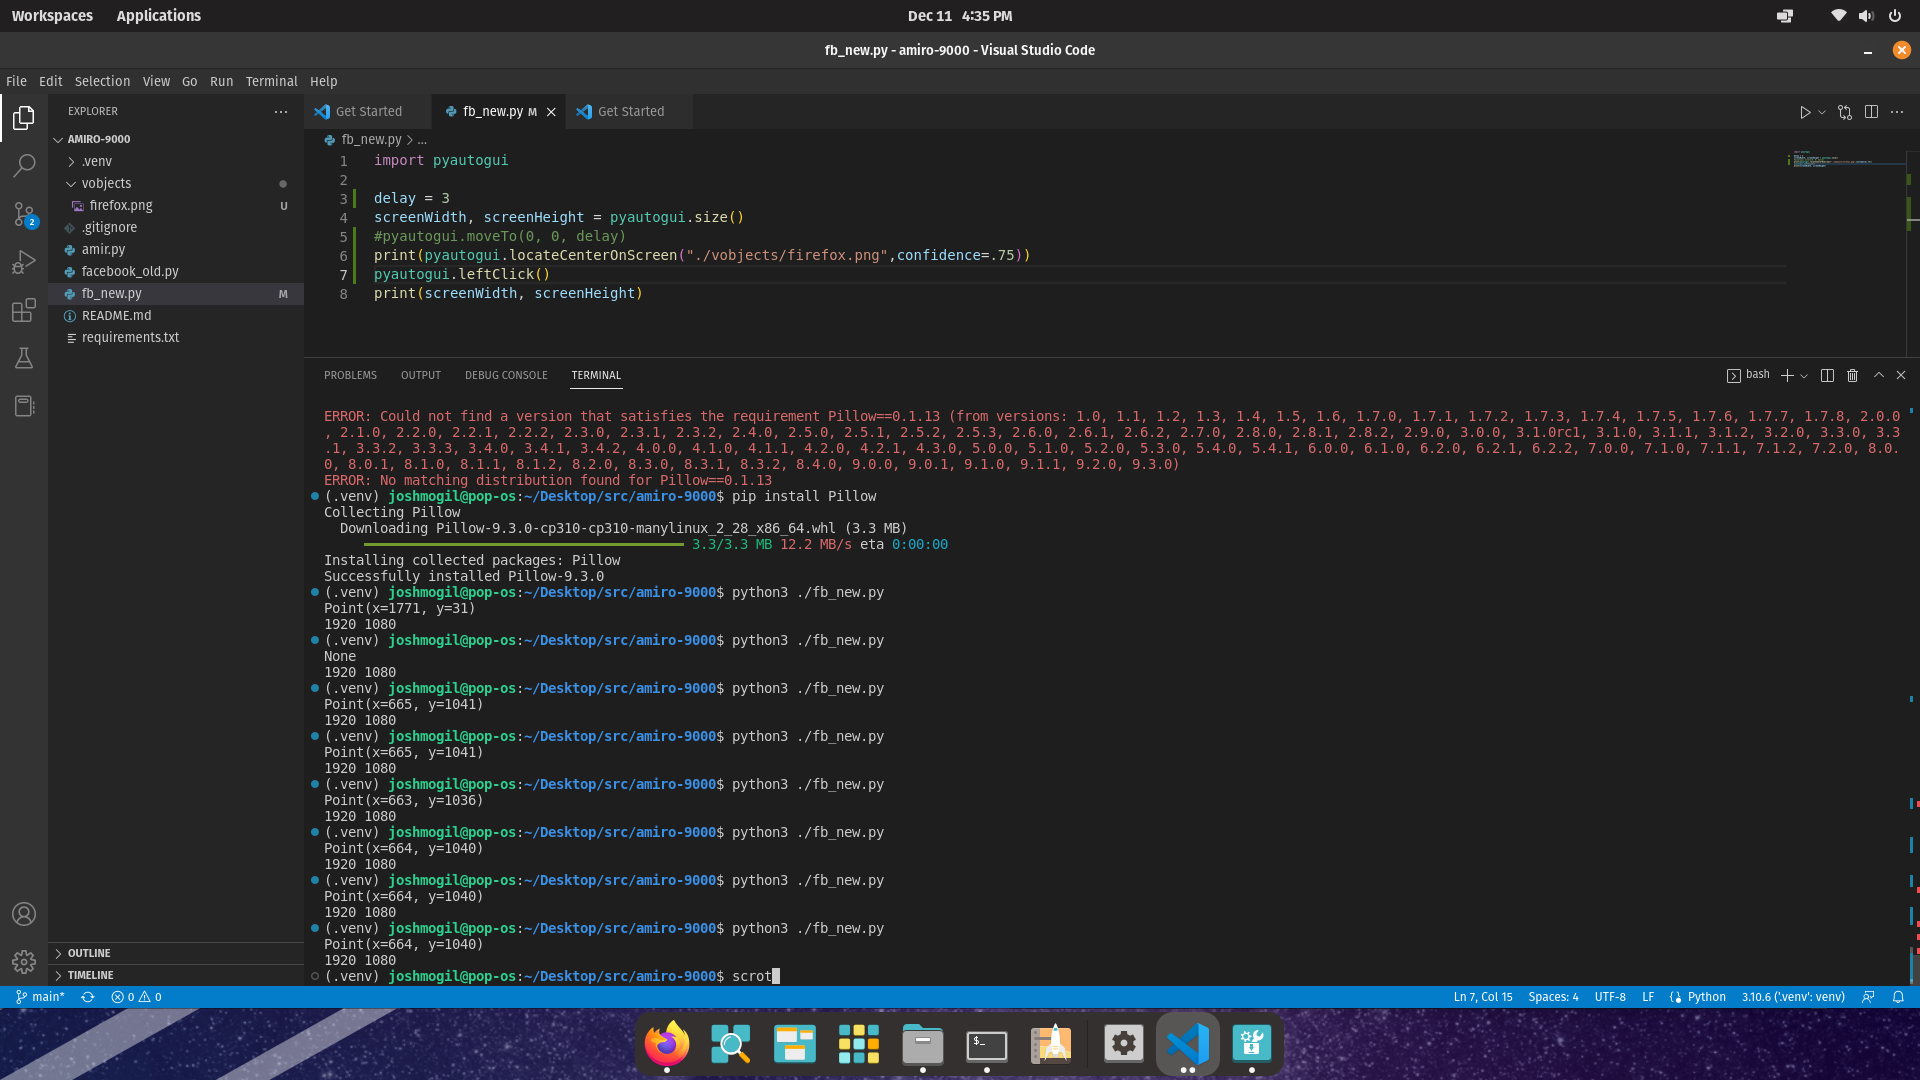 Workspaces Applications Dec 11 4:35 PM
fb_new.py - amiro-9000 - Visual Studio Code
File Edit Selection View Go Run Terminal Help
EXPLORER
AMIRO-9000
.venv
vobjects
firefox.png U
.gitignore
amir.py
facebook_old.py
fb_new.py M
README.md
requirements.txt
OUTLINE
TIMELINE
2
Get Started fb_new.py M Get Started
fb_new.py > ...
1 import pyautogui
2
3 delay = 3
4 screenWidth, screenHeight = pyautogui.size()
5 #pyautogui.moveTo(0, 0, delay)
6 print(pyautogui.locateCenterOnScreen("./vobjects/firefox.png",confidence=.75))
7 pyautogui.leftClick()
8 print(screenWidth, screenHeight)
PROBLEMS OUTPUT DEBUG CONSOLE TERMINAL bash
ERROR: Could not find a version that satisfies the requirement Pillow==0.1.13 (from versions: 1.0, 1.1, 1.2, 1.3, 1.4, 1.5, 1.6, 1.7.0, 1.7.1, 1.7.2, 1.7.3, 1.7.4, 1.7.5, 1.7.6, 1.7.7, 1.7.8, 2.0.0
, 2.1.0, 2.2.0, 2.2.1, 2.2.2, 2.3.0, 2.3.1, 2.3.2, 2.4.0, 2.5.0, 2.5.1, 2.5.2, 2.5.3, 2.6.0, 2.6.1, 2.6.2, 2.7.0, 2.8.0, 2.8.1, 2.8.2, 2.9.0, 3.0.0, 3.1.0rc1, 3.1.0, 3.1.1, 3.1.2, 3.2.0, 3.3.0, 3.3
.1, 3.3.2, 3.3.3, 3.4.0, 3.4.1, 3.4.2, 4.0.0, 4.1.0, 4.1.1, 4.2.0, 4.2.1, 4.3.0, 5.0.0, 5.1.0, 5.2.0, 5.3.0, 5.4.0, 5.4.1, 6.0.0, 6.1.0, 6.2.0, 6.2.1, 6.2.2, 7.0.0, 7.1.0, 7.1.1, 7.1.2, 7.2.0, 8.0.
0, 8.0.1, 8.1.0, 8.1.1, 8.1.2, 8.2.0, 8.3.0, 8.3.1, 8.3.2, 8.4.0, 9.0.0, 9.0.1, 9.1.0, 9.1.1, 9.2.0, 9.3.0)
ERROR: No matching distribution found for Pillow==0.1.13
(.venv) joshmogil@pop-os:~/Desktop/src/amiro-9000$ pip install Pillow
Collecting Pillow
Downloading Pillow-9.3.0-cp310-cp310-manylinux_2_28_x86_64.whl (3.3 MB)
3.3/3.3 MB 12.2 MB/s eta 0:00:00
Installing collected packages: Pillow
Successfully installed Pillow-9.3.0
(.venv) joshmogil@pop-os:~/Desktop/src/amiro-9000$ python3 ./fb_new.py
Point(x=1771, y=31)
1920 1080
(.venv) joshmogil@pop-os:~/Desktop/src/amiro-9000$ python3 ./fb_new.py
None
1920 1080
(.venv) joshmogil@pop-os:~/Desktop/src/amiro-9000$ python3 ./fb_new.py
Point(x=665, y=1041)
1920 1080
(.venv) joshmogil@pop-os:~/Desktop/src/amiro-9000$ python3 ./fb_new.py
Point(x=665, y=1041)
1920 1080
(.venv) joshmogil@pop-os:~/Desktop/src/amiro-9000$ python3 ./fb_new.py
Point(x=663, y=1036)
1920 1080
(.venv) joshmogil@pop-os:~/Desktop/src/amiro-9000$ python3 ./fb_new.py
Point(x=664, y=1040)
1920 1080
(.venv) joshmogil@pop-os:~/Desktop/src/amiro-9000$ python3 ./fb_new.py
Point(x=664, y=1040)
1920 1080
(.venv) joshmogil@pop-os:~/Desktop/src/amiro-9000$ python3 ./fb_new.py
Point(x=664, y=1040)
1920 1080
(.venv) joshmogil@pop-os:~/Desktop/src/amiro-9000$ scrot
main* 0 0 Ln 7, Col 15 Spaces: 4 UTF-8 LF Python 3.10.6 ('.venv': venv)
$_